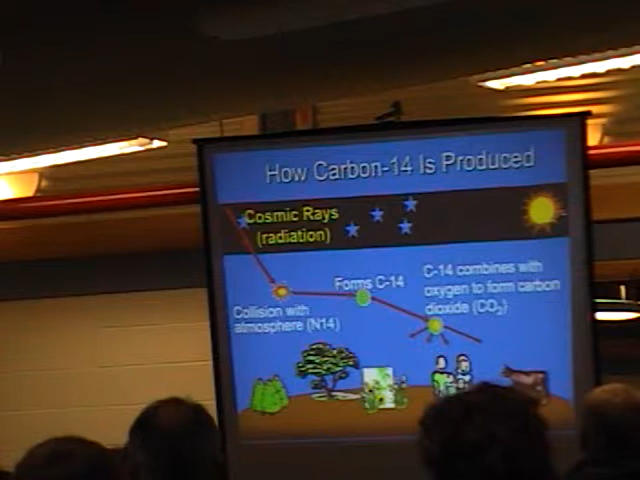 How Carbon-14 Is Produced
Cosmic Rays
(radiation)
Forms C-14
C-14 combines with
oxygen to form carbon
dioxide (CO₂)
Collision with
atmosphere (N14)